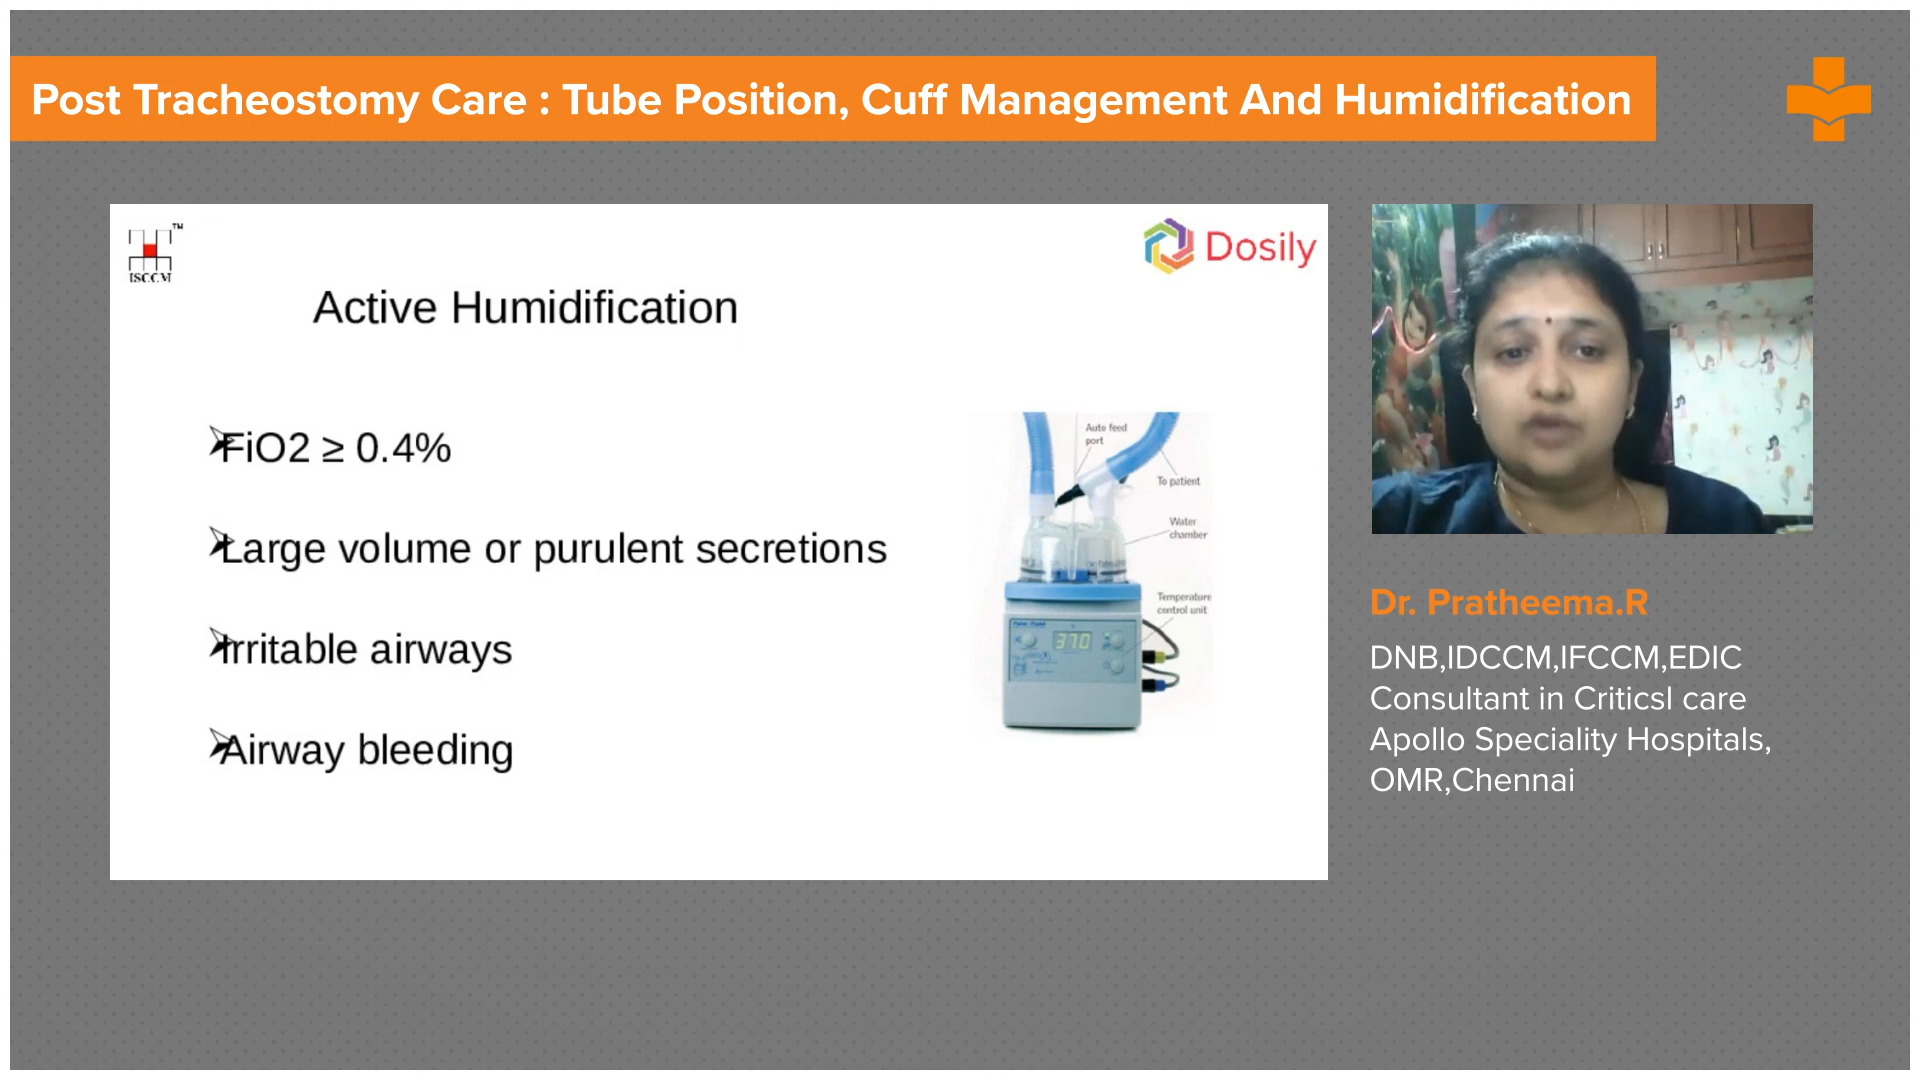 Post Tracheostomy Care : Tube Position, Cuff Management And Humidification
TM
ISCCM
Dosily
Active Humidification
FiO2 ≥ 0.4%
Large volume or purulent secretions
Irritable airways
Airway bleeding
Auto feed
port
To patient
Water
chamber
Temperature
control unit
37.0
Dr. Pratheema.R
DNB,IDCCM,IFCCM,EDIC
Consultant in Criticsl care
Apollo Speciality Hospitals,
OMR,Chennai